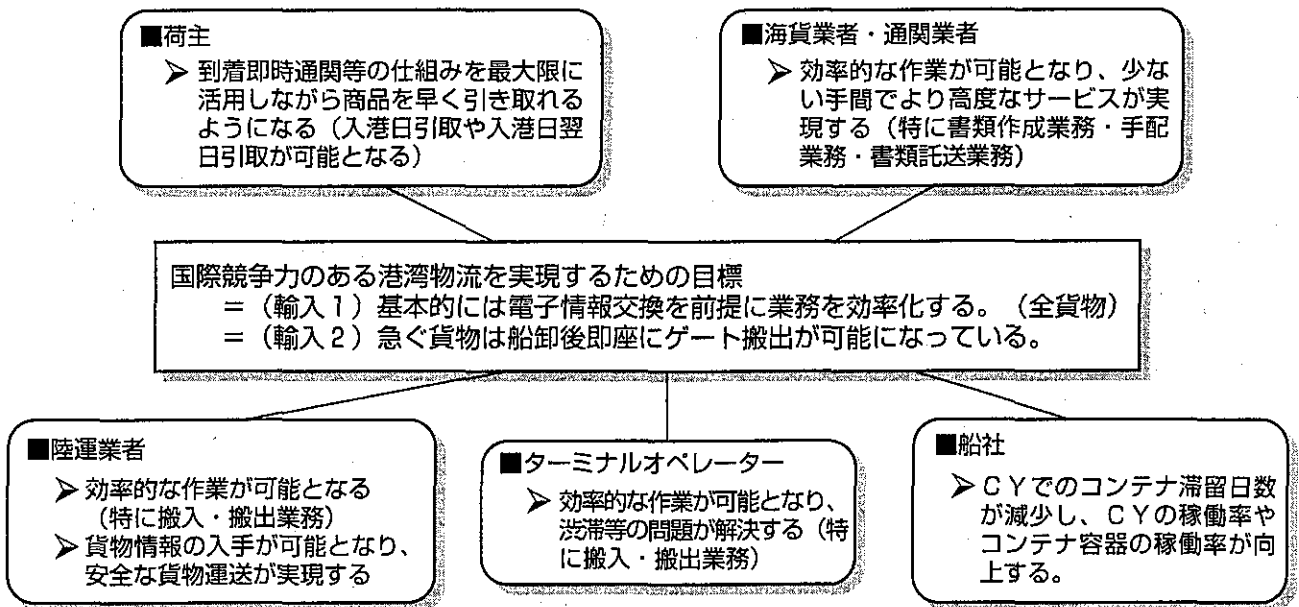 ■荷主
➢ 到着即時通関等の仕組みを最大限に
活用しながら商品を早く引き取れる
ようになる（入港日引取や入港日翌
日引取が可能となる）
■海貨業者・通関業者
➢ 効率的な作業が可能となり、少な
い手間でより高度なサービスが実
現する（特に書類作成業務・手配
業務・書類託送業務）
国際競争力のある港湾物流を実現するための目標
＝（輸入１）基本的には電子情報交換を前提に業務を効率化する。（全貨物）
＝（輸入２）急ぐ貨物は船卸後即座にゲート搬出が可能になっている。
■陸運業者
➢ 効率的な作業が可能となる
（特に搬入・搬出業務）
➢ 貨物情報の入手が可能となり、
安全な貨物運送が実現する
■ターミナルオペレーター
➢ 効率的な作業が可能となり、
渋滞等の問題が解決する（特
に搬入・搬出業務）
■船社
➢ ＣＹでのコンテナ滞留日数
が減少し、ＣＹの稼働率や
コンテナ容器の稼働率が向
上する。